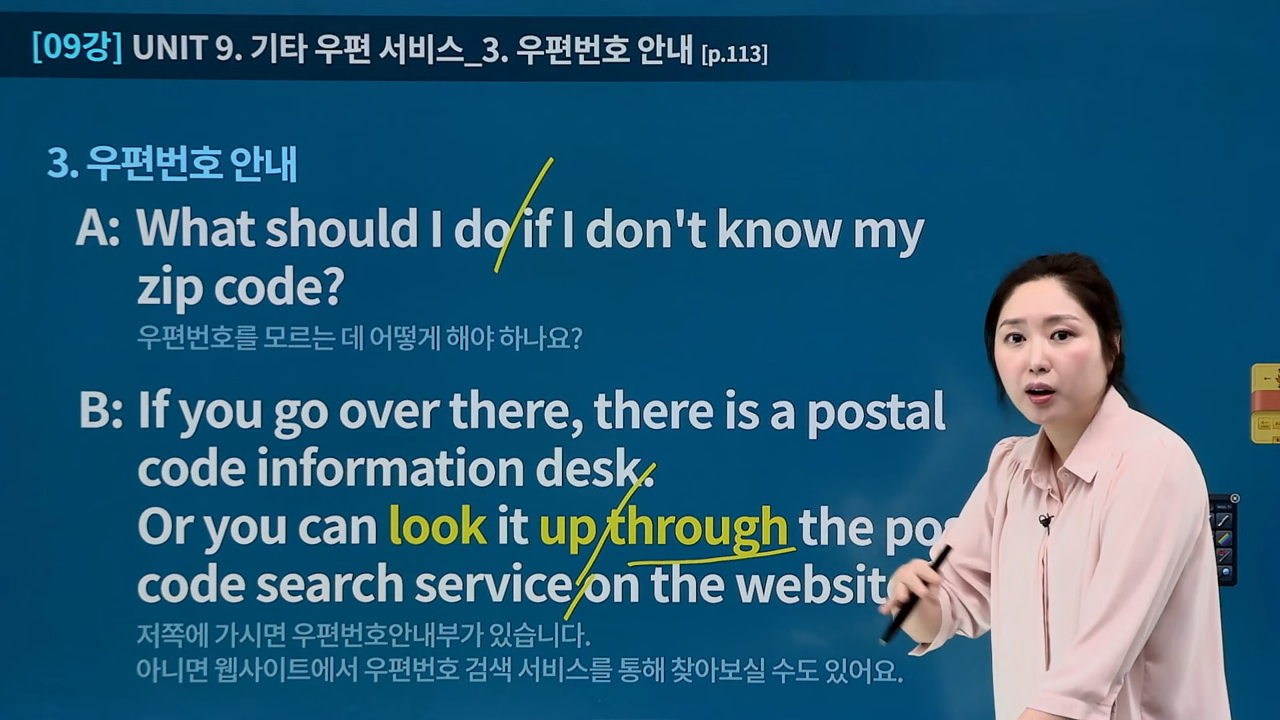 [09강] UNIT 9. 기타 우편 서비스_3. 우편번호 안내 [p.113]
3. 우편번호 안내
A: What should I do if I don't know my
zip code?
우편번호를 모르는 데 어떻게 해야 하나요?
B: If you go over there, there is a postal
code information desk.
Or you can look it up through the pos
code search service on the website
저쪽에 가시면 우편번호안내부가 있습니다.
아니면 웹사이트에서 우편번호 검색 서비스를 통해 찾아보실 수도 있어요.